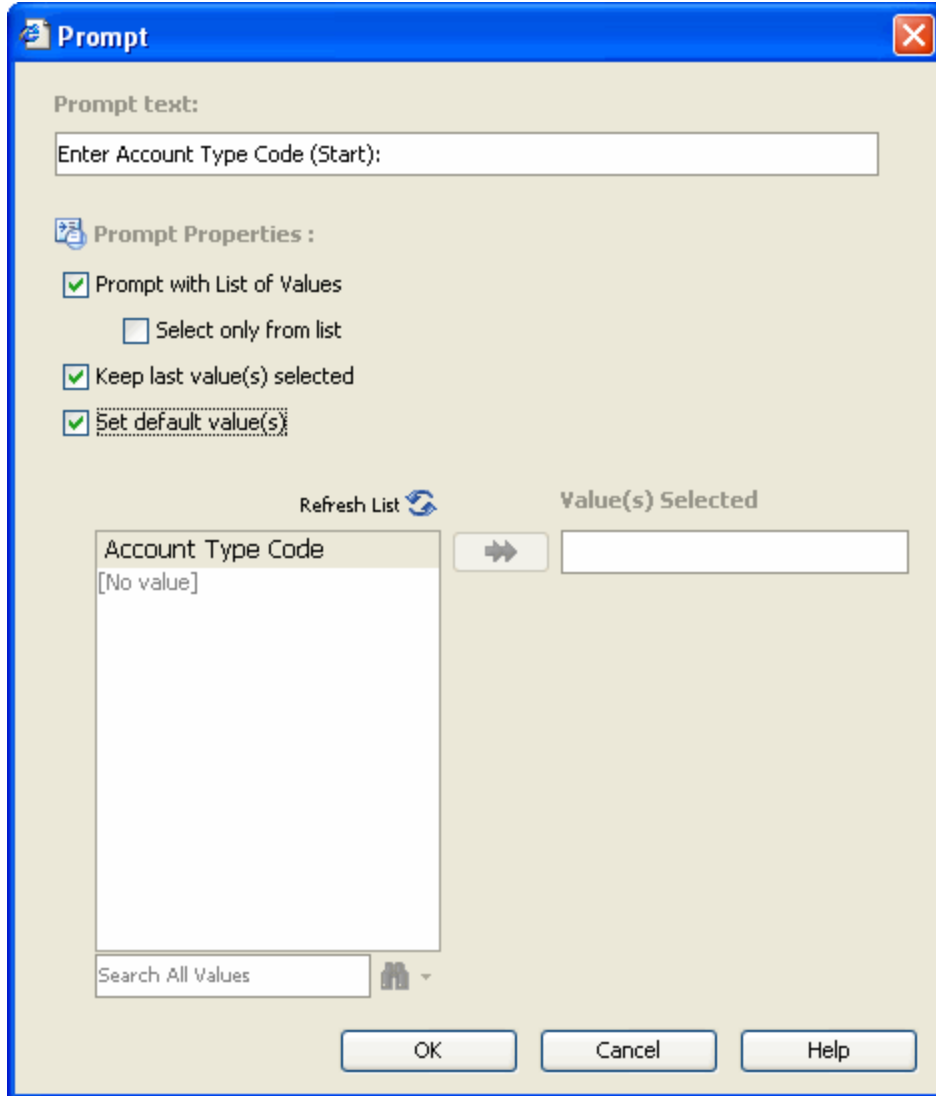 Prompt
Prompt text:
Enter Account Type Code (Start):
Prompt Properties :
Prompt with List of Values
Select only from list
Keep last value(s) selected
Set default value(s)
Refresh List
Value(s) Selected
Account Type Code
[No value]
Search All Values
OK
Cancel
Help